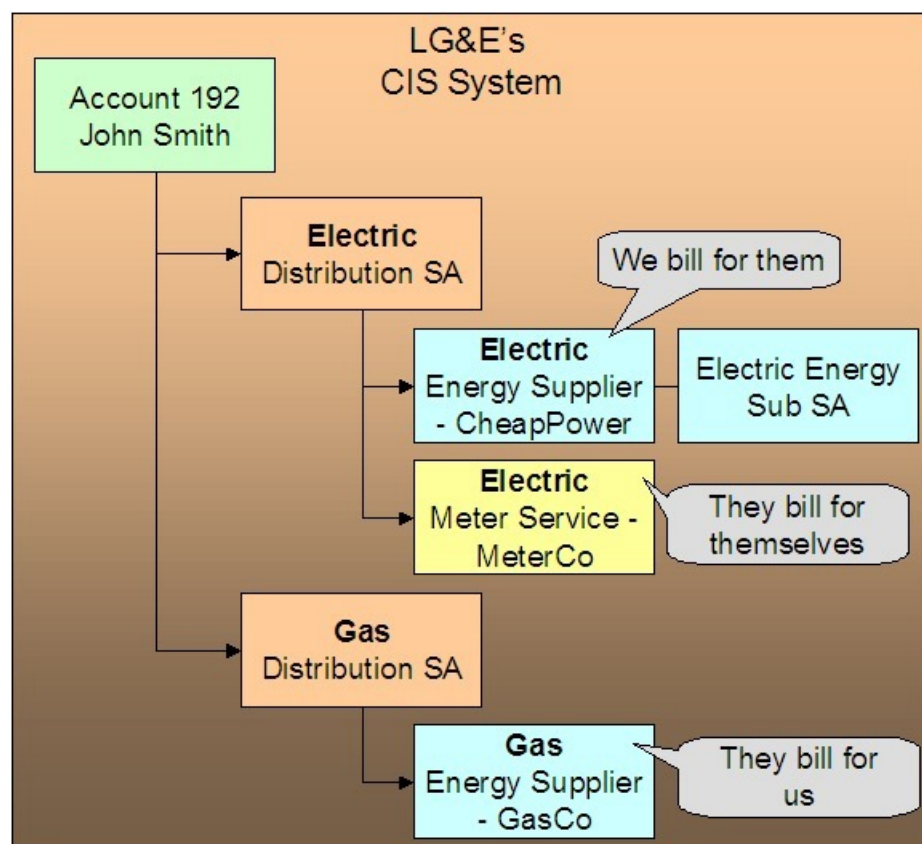 LG&E's
CIS System
Account 192
John Smith
Electric
Distribution SA
We bill for them
Electric
Energy Supplier
- CheapPower
Electric Energy
Sub SA
Electric
Meter Service -
MeterCo
They bill for
themselves
Gas
Distribution SA
Gas
Energy Supplier
- GasCo
They bill for
us